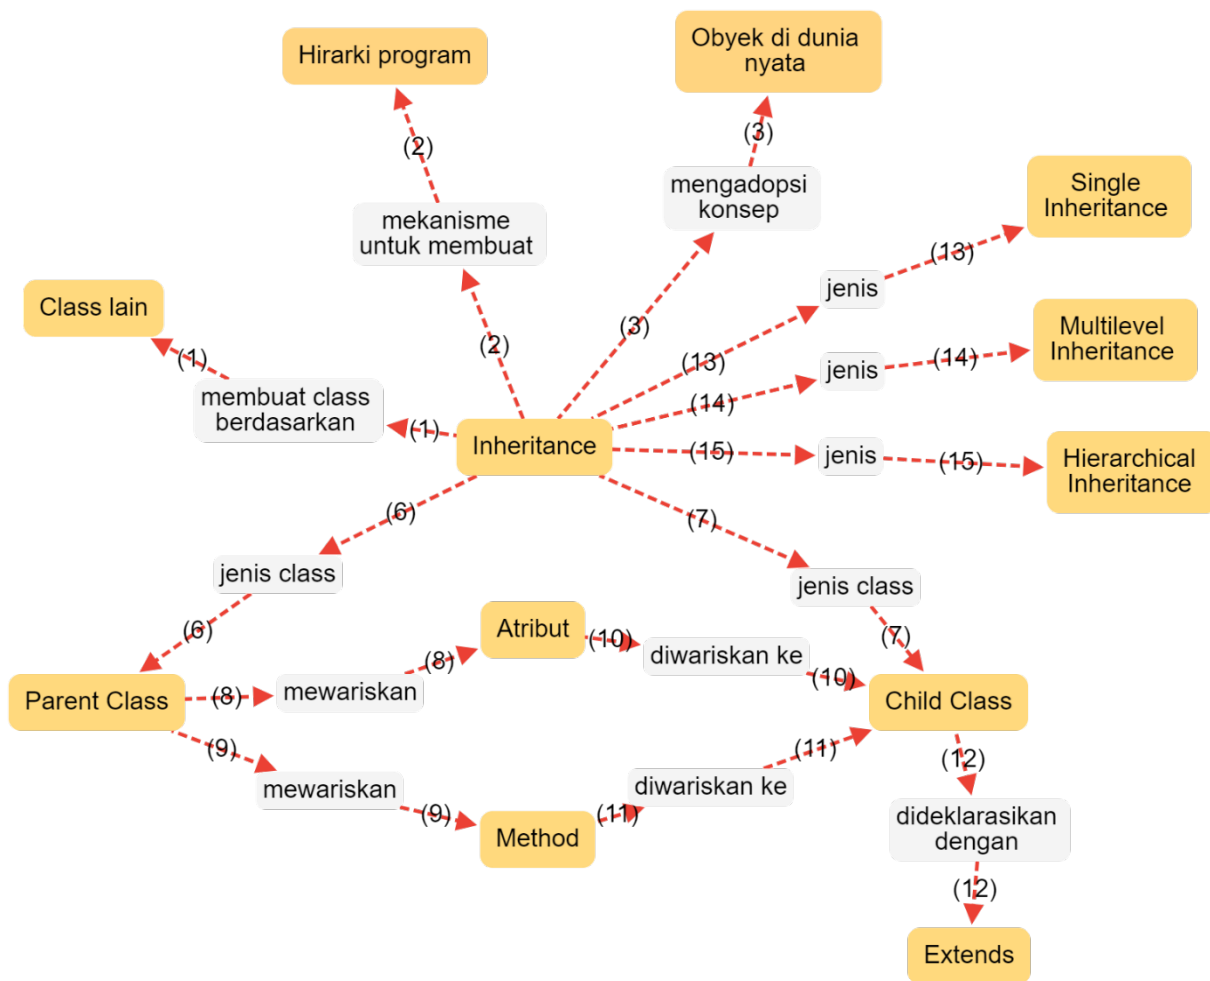 Hirarki program
Obyek di dunia
nyata
(2)
(3)
mengadopsi
konsep
Single
Inheritance
mekanisme
untuk membuat
(13)
jenis
Class lain
(3)
(2)
(1)
(13)
Multilevel
Inheritance
(14)
jenis
membuat class
berdasarkan
(14)
(1)
Inheritance
(15)
jenis
(15)
Hierarchical
Inheritance
(6)
(7)
jenis class
jenis class
(6)
Atribut
(10)
(7)
(8)
diwariskan ke
(10)
Parent Class
(8)
mewariskan
Child Class
(9)
(11)
(12)
mewariskan
diwariskan ke
(9)
(11)
Method
dideklarasikan
dengan
(12)
Extends